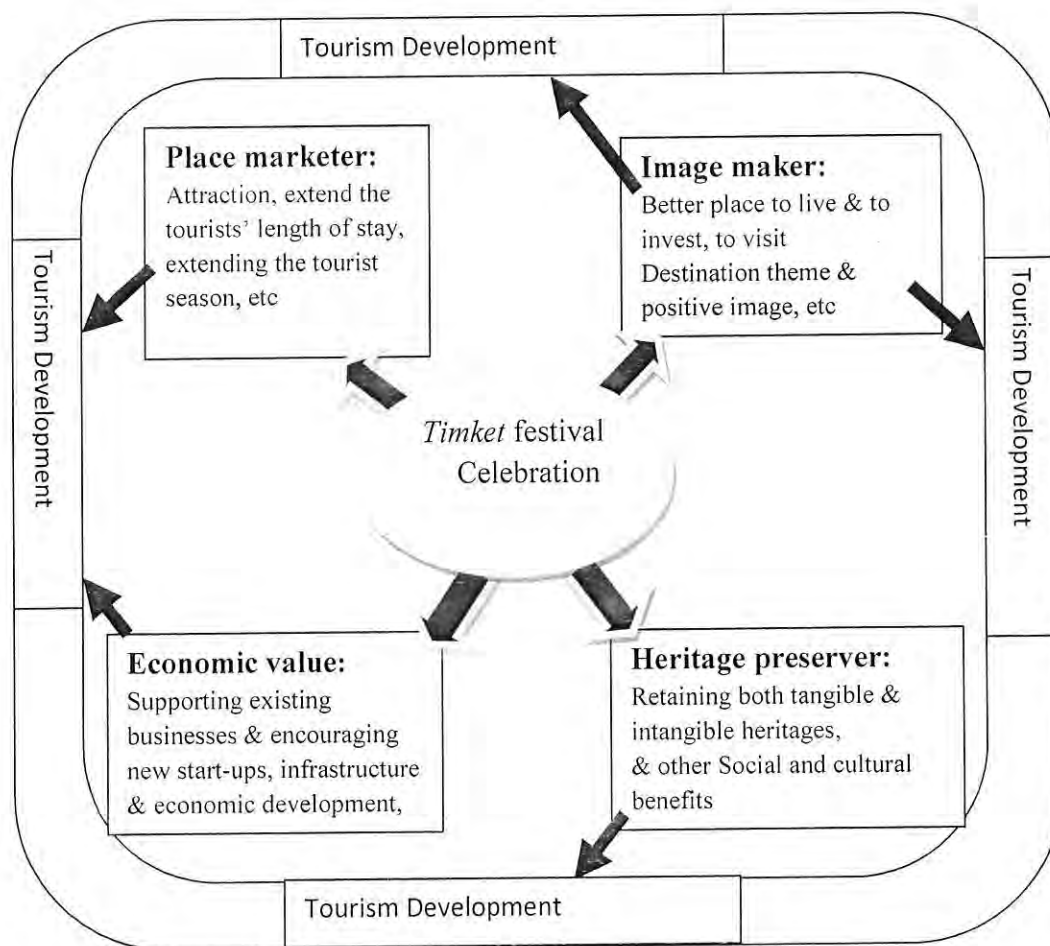 Tourism Development
Place marketer:
Attraction, extend the
tourists’ length of stay,
extending the tourist
season, etc
Image maker:
Better place to live & to
invest, to visit
Destination theme &
positive image, etc
Tourism Development
Tourism Development
Timket festival
Celebration
Economic value:
Supporting existing
businesses & encouraging
new start-ups, infrastructure
& economic development,
Heritage preserver:
Retaining both tangible &
intangible heritages,
& other Social and cultural
benefits
Tourism Development